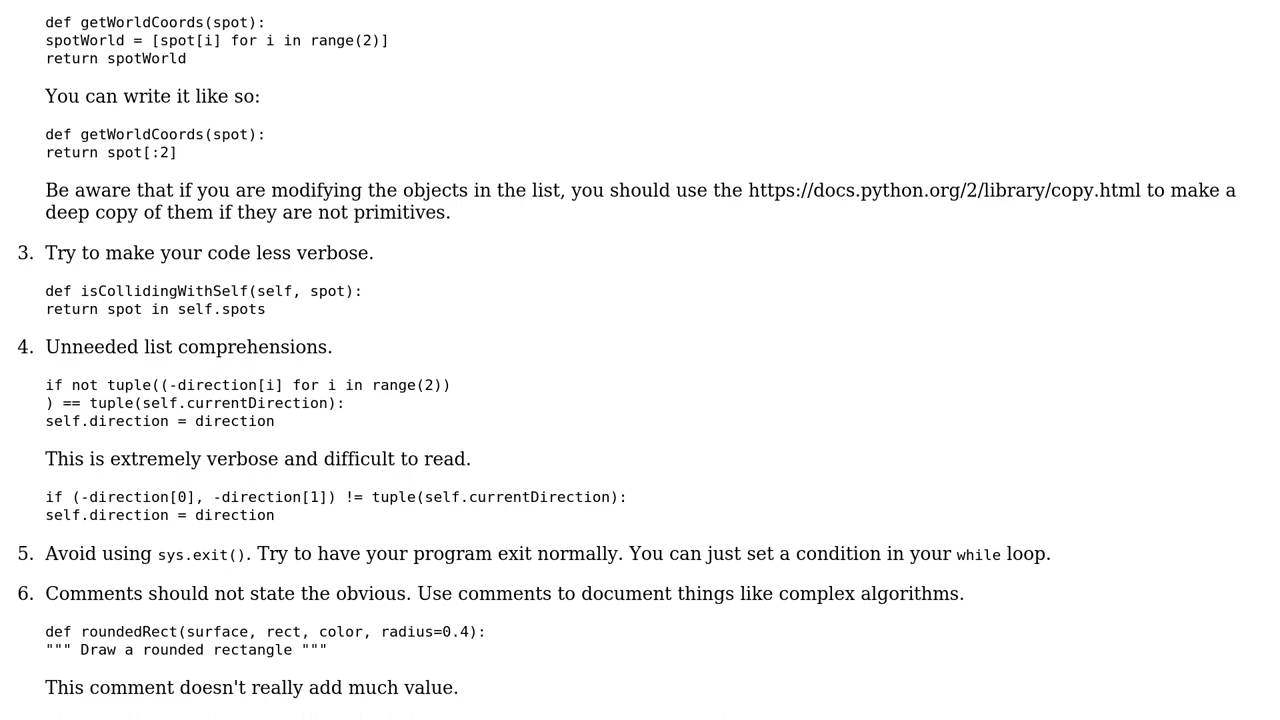 def getWorldCoords(spot):
spotWorld = [spot[i] for i in range(2)]
return spotWorld
You can write it like so:
def getWorldCoords(spot):
return spot[:2]
Be aware that if you are modifying the objects in the list, you should use the https://docs.python.org/2/library/copy.html to make a
deep copy of them if they are not primitives.
3. Try to make your code less verbose.
def isCollidingWithSelf(self, spot):
return spot in self.spots
4. Unneeded list comprehensions.
if not tuple((-direction[i] for i in range(2))
) == tuple(self.currentDirection):
self.direction = direction
This is extremely verbose and difficult to read.
if (-direction[0], -direction[1]) != tuple(self.currentDirection):
self.direction = direction
5. Avoid using sys.exit(). Try to have your program exit normally. You can just set a condition in your while loop.
6. Comments should not state the obvious. Use comments to document things like complex algorithms.
def roundedRect(surface, rect, color, radius=0.4):
""" Draw a rounded rectangle """
This comment doesn't really add much value.